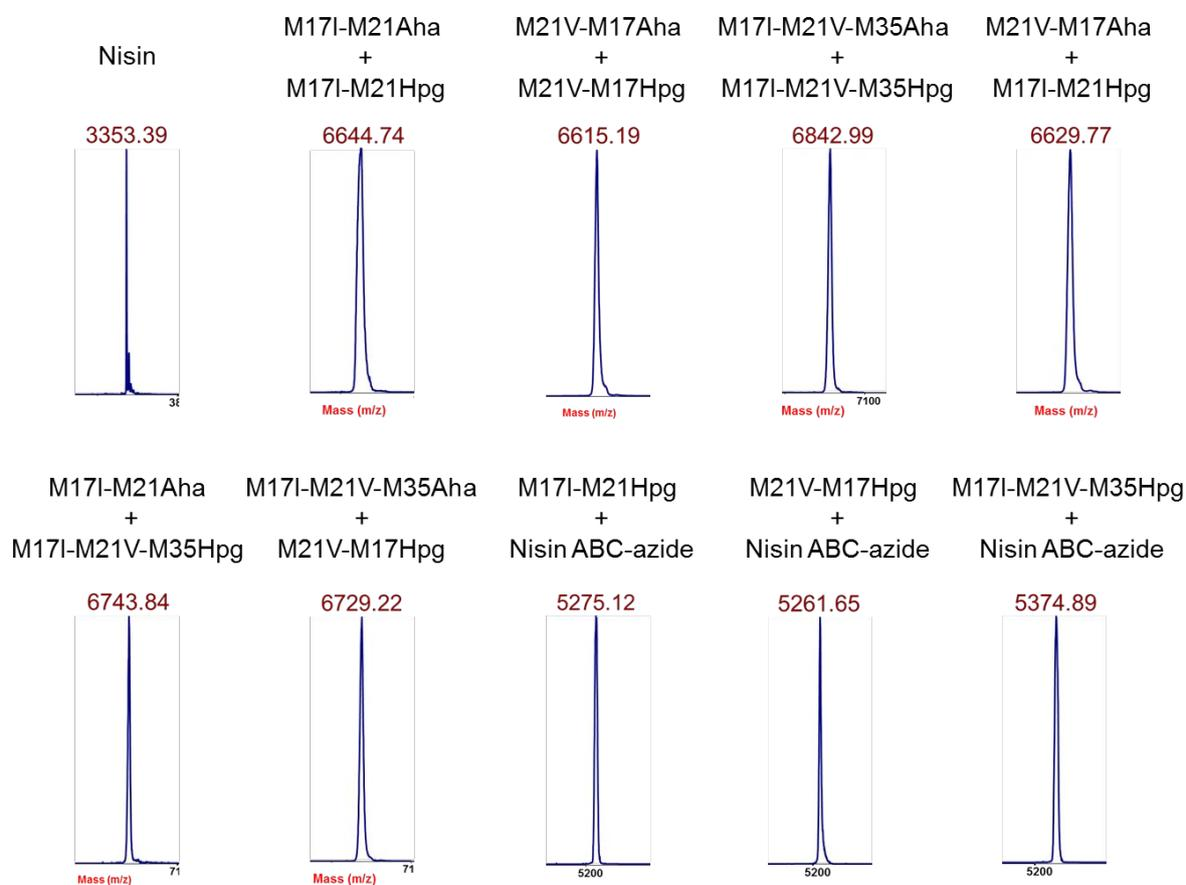 Nisin
M17I-M21Aha
+
M17I-M21Hpg
M21V-M17Aha
+
M21V-M17Hpg
M17I-M21V-M35Aha
+
M17I-M21V-M35Hpg
M21V-M17Aha
+
M17I-M21Hpg
3353.39
6644.74
6615.19
6842.99
6629.77
38
Mass (m/z)
Mass (m/z)
Mass (m/z)
7100
Mass (m/z)
M17I-M21Aha
+
M17I-M21V-M35Hpg
M17I-M21V-M35Aha
+
M21V-M17Hpg
M17I-M21Hpg
+
Nisin ABC-azide
M21V-M17Hpg
+
Nisin ABC-azide
M17I-M21V-M35Hpg
+
Nisin ABC-azide
6743.84
6729.22
5275.12
5261.65
5374.89
71
Mass (m/z)
71
Mass (m/z)
5200
5200
5200